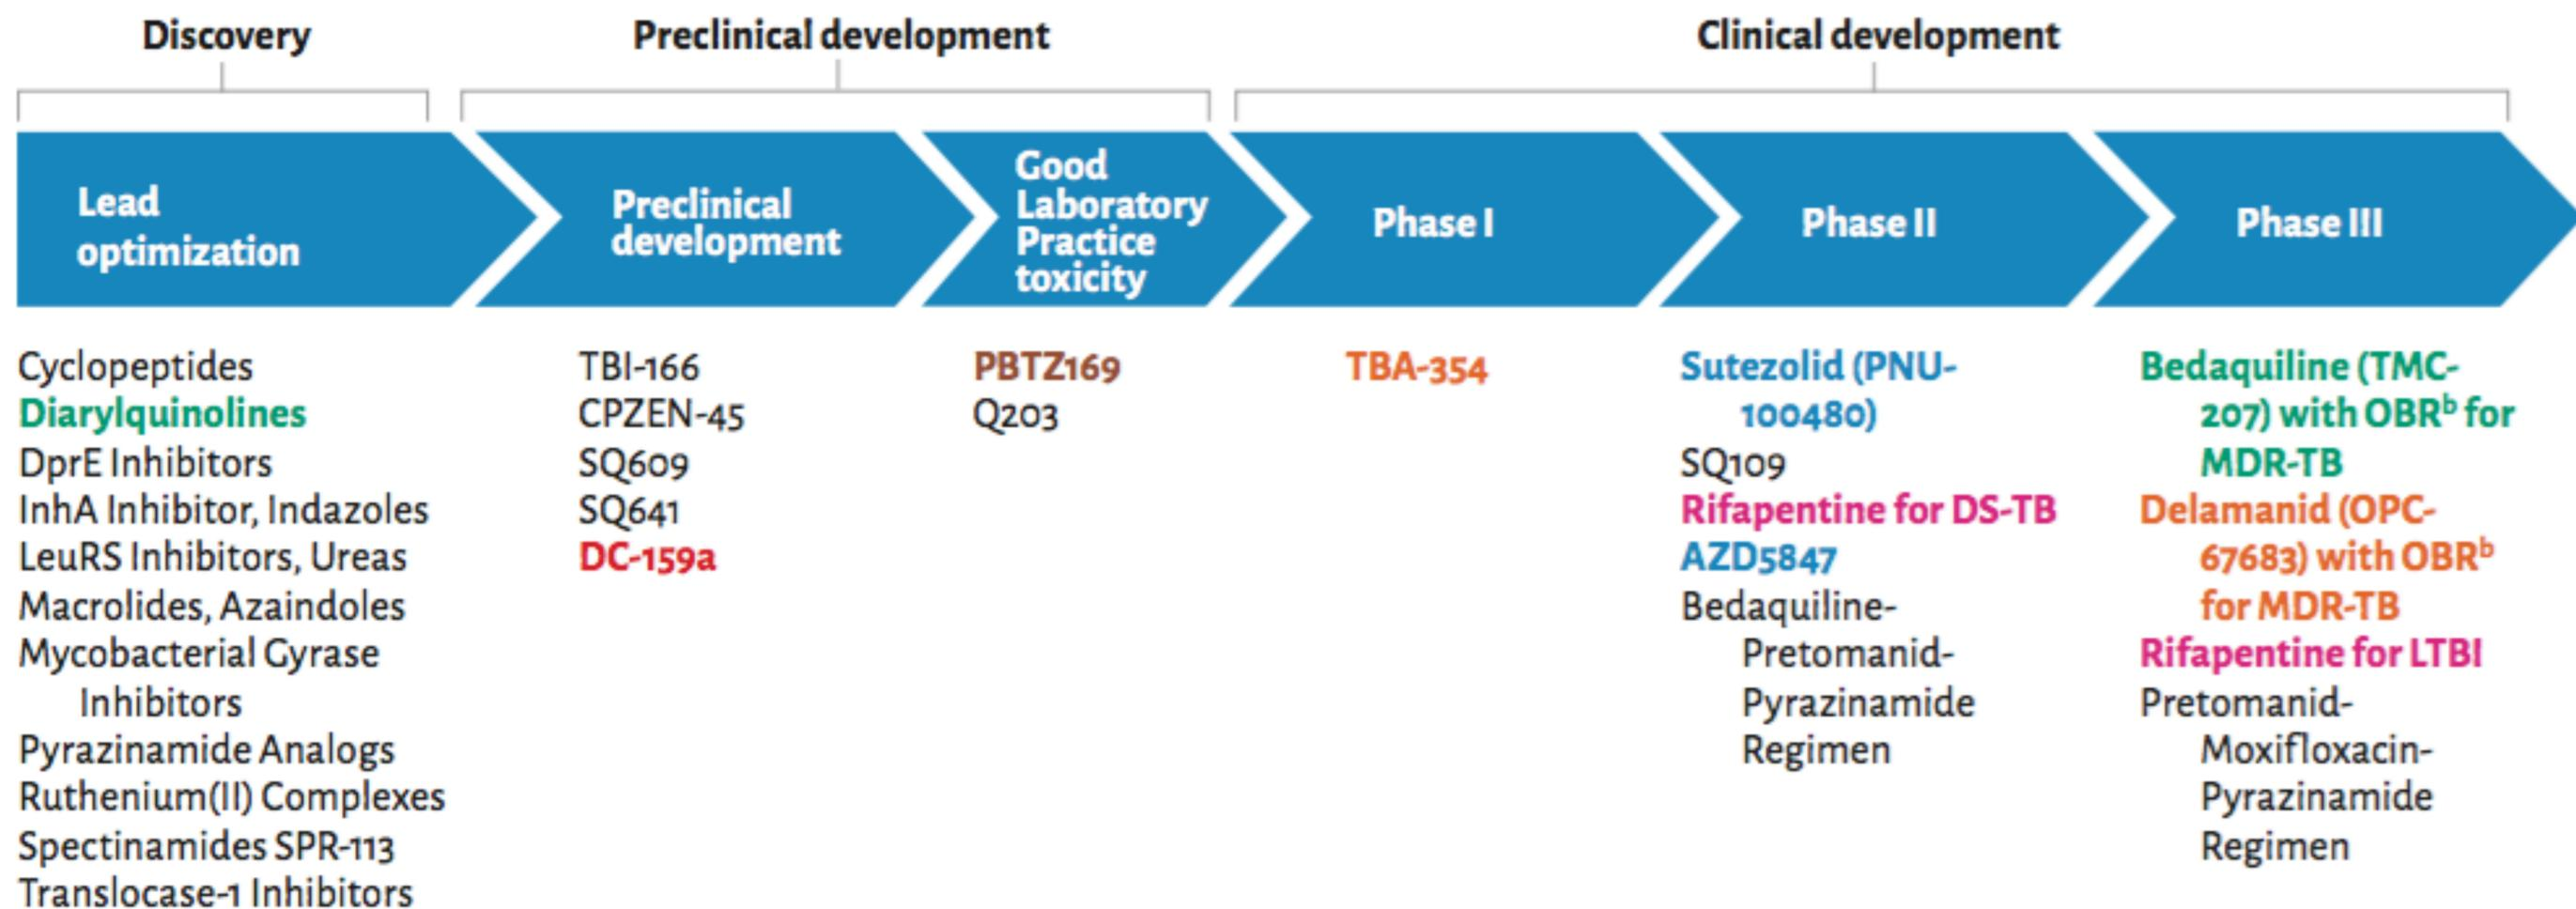 Discovery
Preclinical development
Clinical development
Lead
optimization
Preclinical
development
Good
Laboratory
Practice
toxicity
Phase I
Phase II
Phase III
Cyclopeptides
Diarylquinolines
DprE Inhibitors
InhA Inhibitor, Indazoles
LeuRS Inhibitors, Ureas
Macrolides, Azaindoles
Mycobacterial Gyrase
Inhibitors
Pyrazinamide Analogs
Ruthenium(II) Complexes
Spectinamides SPR-113
Translocase-1 Inhibitors
TBI-166
CPZEN-45
SQ609
SQ641
DC-159a
PBTZ169
Q203
TBA-354
Sutezolid (PNU-
100480)
SQ109
Rifapentine for DS-TB
AZD5847
Bedaquiline-
Pretomanid-
Pyrazinamide
Regimen
Bedaquiline (TMC-
207) with OBRᵇ for
MDR-TB
Delamanid (OPC-
67683) with OBRᵇ
for MDR-TB
Rifapentine for LTBI
Pretomanid-
Moxifloxacin-
Pyrazinamide
Regimen